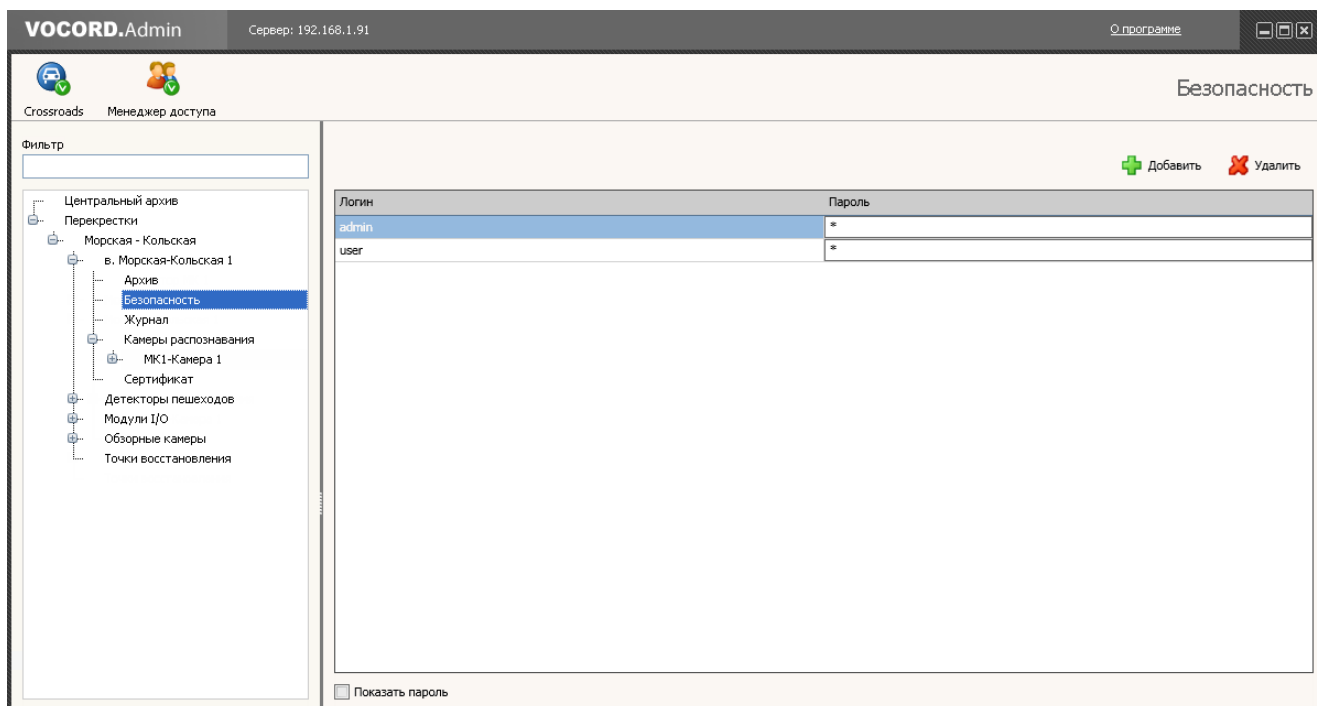 VOCORD.Admin Сервер: 192.168.1.91 О программе
Crossroads Менеджер доступа Безопасность
Фильтр
Добавить Удалить
Логин Пароль
admin *
user *
Центральный архив
Перекрестки
Морская - Кольская
в. Морская-Кольская 1
Архив
Безопасность
Журнал
Камеры распознавания
МК1-Камера 1
Сертификат
Детекторы пешеходов
Модули I/O
Обзорные камеры
Точки восстановления
Показать пароль